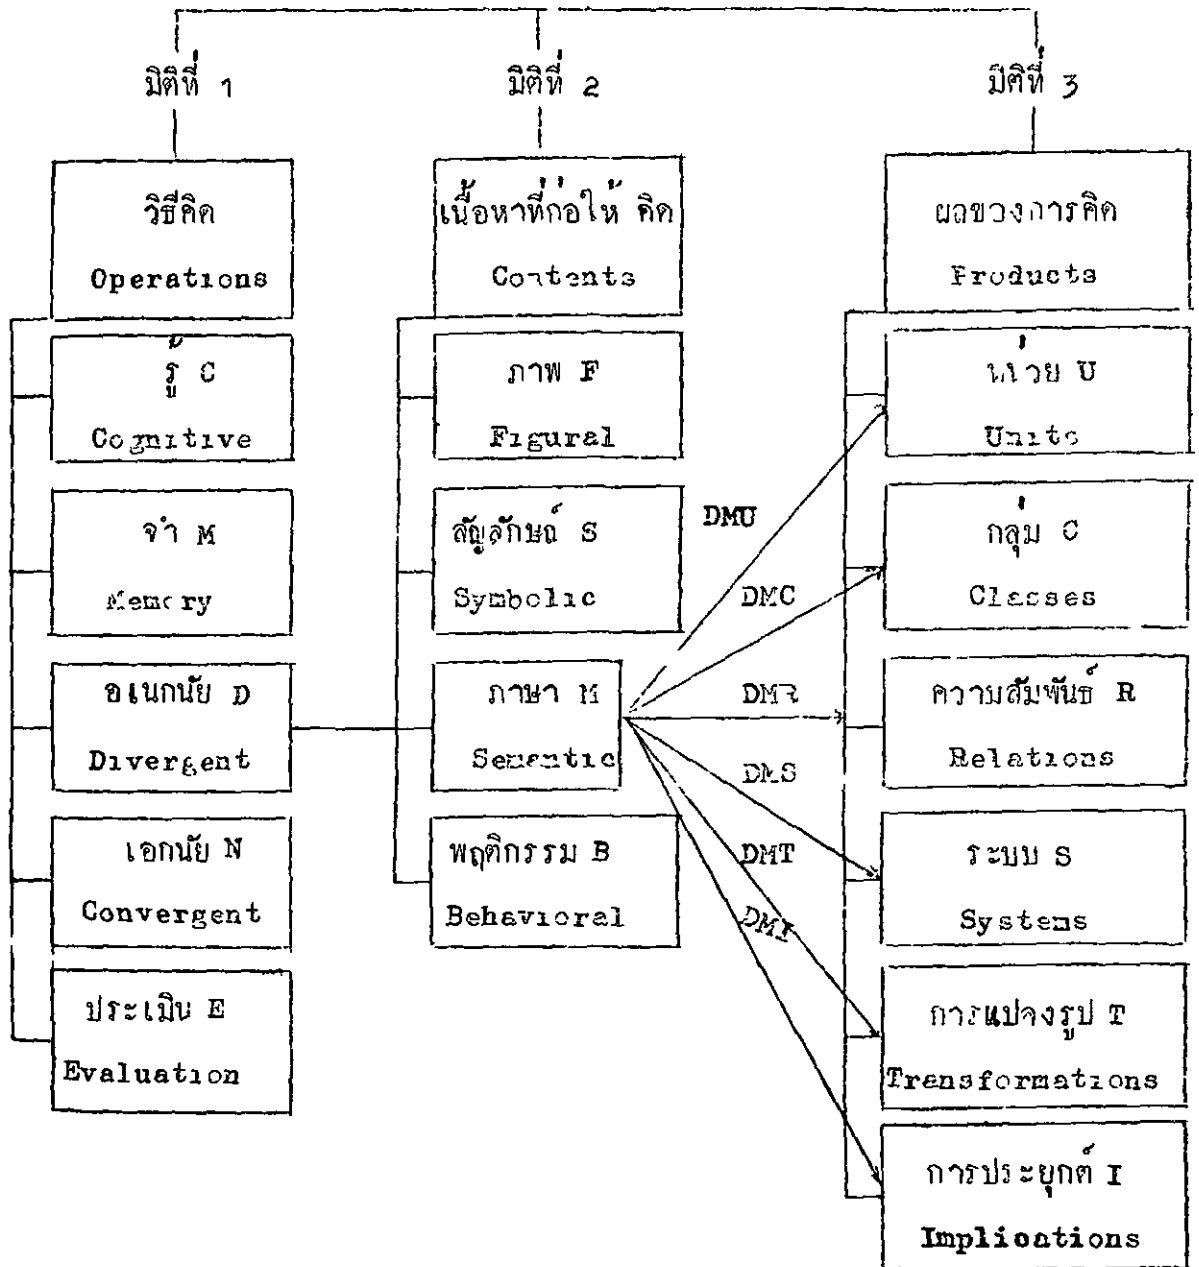 มิติที่ 1
มิติที่ 2
มิติที่ 3
วิธีคิด
Operations
เนื้อหาที่ก่อให้ คิด
Contents
ผลของการคิด
Products
รู้ C
Cognitive
จำ M
Memory
อเนกนัย D
Divergent
เอกนัย N
Convergent
ประเมิน E
Evaluation
ภาพ F
Figural
สัญลักษณ์ S
Symbolic
ภาษา M
Semantic
พฤติกรรม B
Behavioral
DMU
DMC
DMR
DMS
DMT
DMI
หน่วย U
Units
กลุ่ม C
Classes
ความสัมพันธ์ R
Relations
ระบบ S
Systems
การแปลงรูป T
Transformations
การประยุกต์ I
Implications